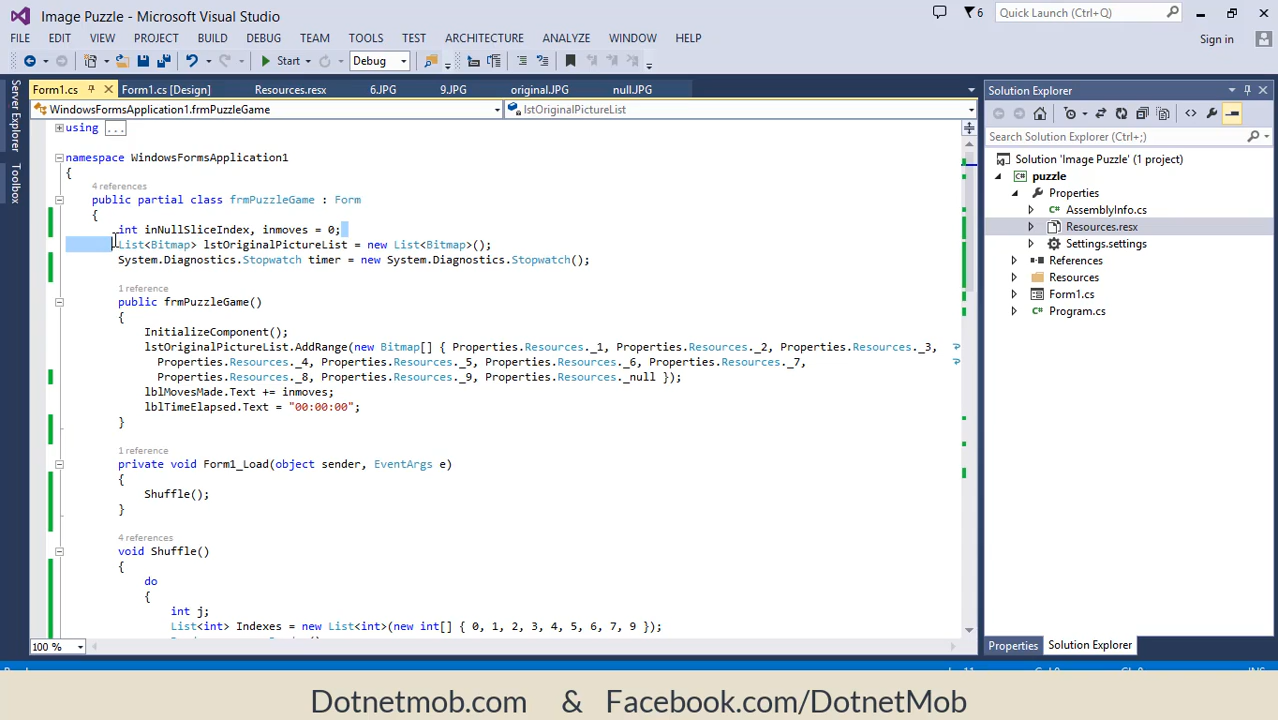 Image Puzzle - Microsoft Visual Studio
6
Quick Launch (Ctrl+Q)
FILE EDIT VIEW PROJECT BUILD DEBUG TEAM TOOLS TEST ARCHITECTURE ANALYZE WINDOW HELP
Sign in
Start Debug
Server Explorer
Toolbox
Form1.cs Form1.cs [Design] Resources.resx 6.JPG 9.JPG original.JPG null.JPG
WindowsFormsApplication1.frmPuzzleGame lstOriginalPictureList
using ...
namespace WindowsFormsApplication1
{
4 references
public partial class frmPuzzleGame : Form
{
int inNullSliceIndex, inmoves = 0;
List<Bitmap> lstOriginalPictureList = new List<Bitmap>();
System.Diagnostics.Stopwatch timer = new System.Diagnostics.Stopwatch();
1 reference
public frmPuzzleGame()
{
InitializeComponent();
lstOriginalPictureList.AddRange(new Bitmap[] { Properties.Resources._1, Properties.Resources._2, Properties.Resources._3,
Properties.Resources._4, Properties.Resources._5, Properties.Resources._6, Properties.Resources._7,
Properties.Resources._8, Properties.Resources._9, Properties.Resources._null });
lblMovesMade.Text += inmoves;
lblTimeElapsed.Text = "00:00:00";
}
1 reference
private void Form1_Load(object sender, EventArgs e)
{
Shuffle();
}
4 references
void Shuffle()
{
do
{
int j;
List<int> Indexes = new List<int>(new int[] { 0, 1, 2, 3, 4, 5, 6, 7, 9 });
100 %
Solution Explorer
Search Solution Explorer (Ctrl+;)
Solution 'Image Puzzle' (1 project)
puzzle
Properties
AssemblyInfo.cs
Resources.resx
Settings.settings
References
Resources
Form1.cs
Program.cs
Properties Solution Explorer
Dotnetmob.com & Facebook.com/DotnetMob